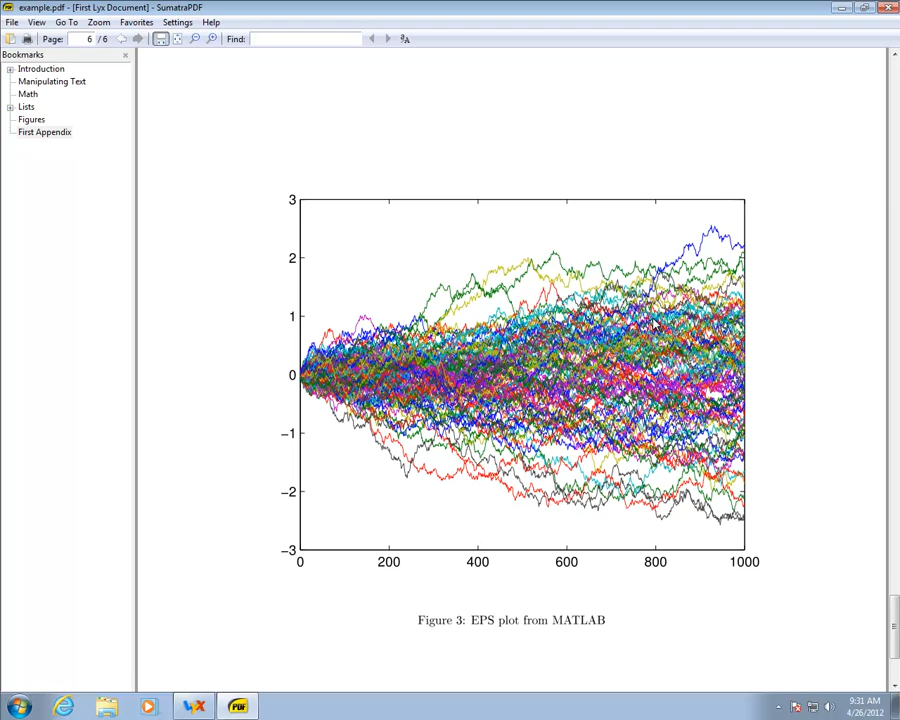 example.pdf - [First Lyx Document] - SumatraPDF
File View Go To Zoom Favorites Settings Help
Page: 6 / 6 Find:
Bookmarks
Introduction
Manipulating Text
Math
Lists
Figures
First Appendix
3
2
1
0
−1
−2
−3
0 200 400 600 800 1000
Figure 3: EPS plot from MATLAB
PDF
9:31 AM
4/26/2012